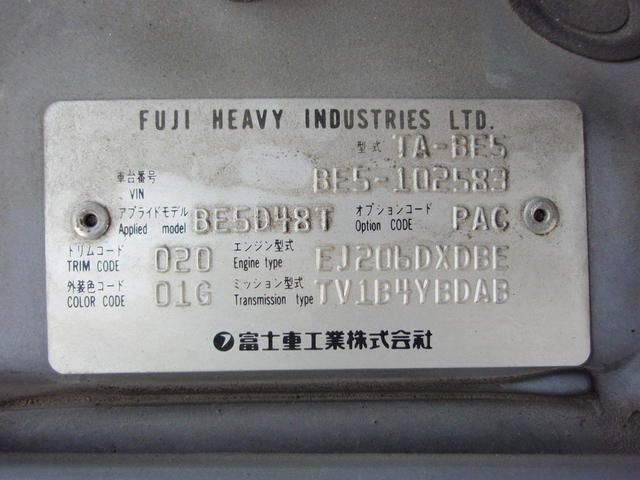 FUJI HEAVY INDUSTRIES LTD.
型式 TA-BE5
車台番号 VIN BE5-102583
アプライドモデル Applied model BE5D48T オプションコード Option CODE PAC
トリムコード TRIM CODE 020 エンジン型式 Engine type EJ206DXDBE
外装色コード COLOR CODE 01G ミッション型式 Transmission type TV1B4YBDAB
富士重工業株式会社